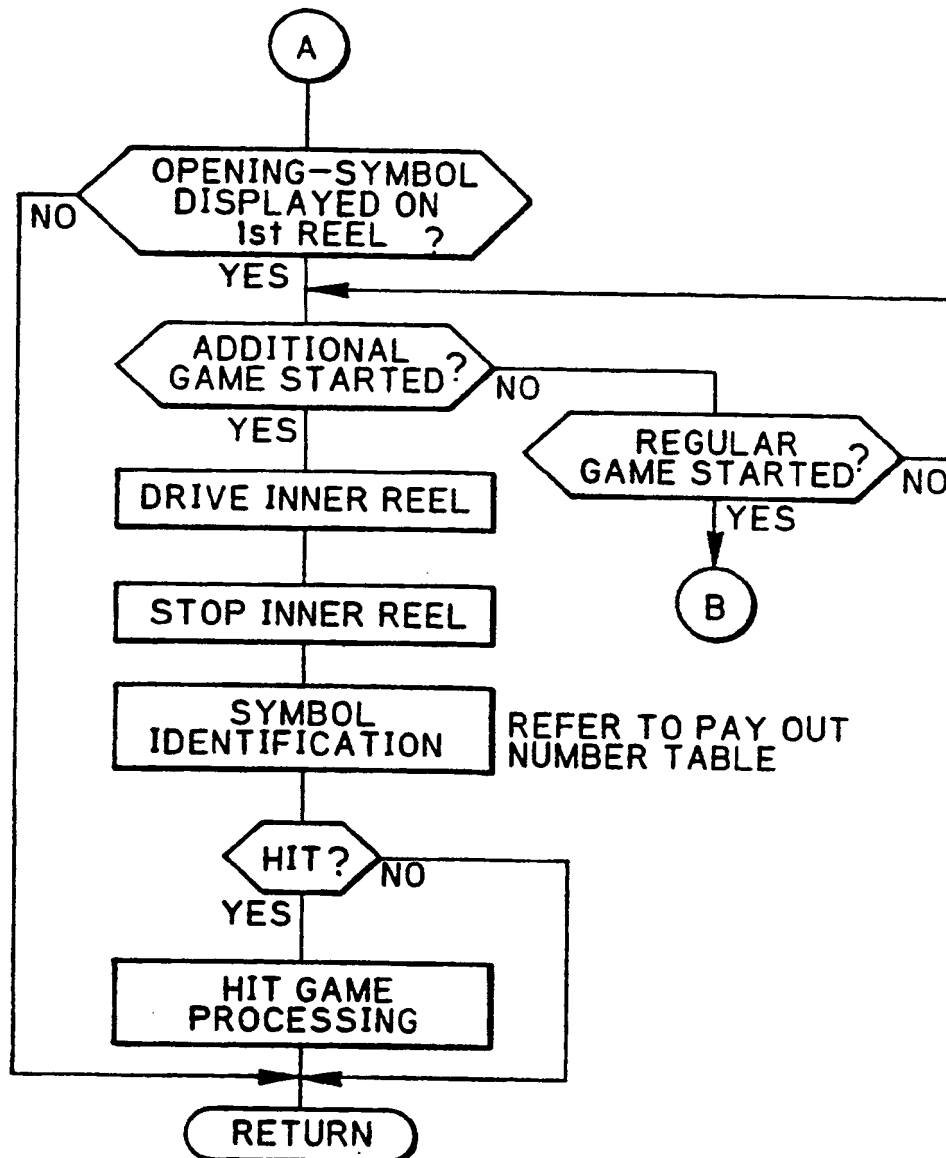 A
OPENING-SYMBOL
DISPLAYED ON
1st REEL ?
NO
YES
ADDITIONAL
GAME STARTED?
NO
YES
REGULAR
GAME STARTED?
NO
YES
B
DRIVE INNER REEL
STOP INNER REEL
SYMBOL
IDENTIFICATION
REFER TO PAY OUT
NUMBER TABLE
HIT?
NO
YES
HIT GAME
PROCESSING
RETURN